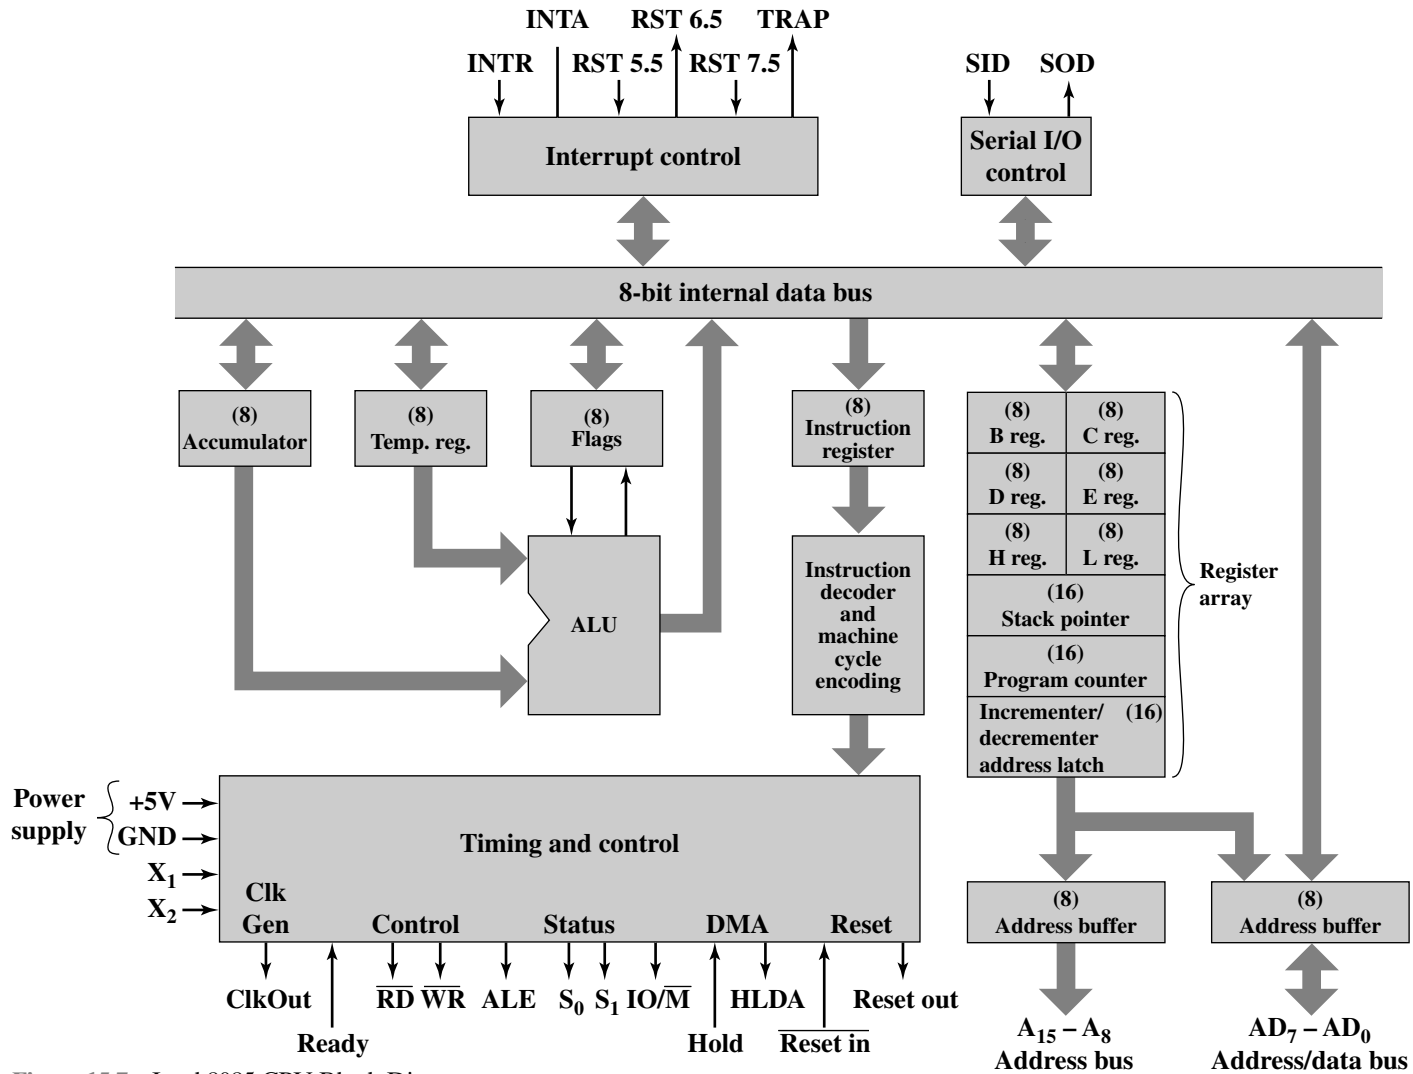 INTA RST 6.5 TRAP
INTR RST 5.5 RST 7.5 SID SOD
Interrupt control
Serial I/O
control
8-bit internal data bus
(8)
Accumulator
(8)
Temp. reg.
(8)
Flags
(8)
Instruction
register
(8)
B reg.
(8)
C reg.
(8)
D reg.
(8)
E reg.
(8)
H reg.
(8)
L reg.
(16)
Stack pointer
(16)
Program counter
Incrementer/ (16)
decrementer
address latch
Register
array
ALU
Instruction
decoder
and
machine
cycle
encoding
Power
supply
+5V
GND
X1
X2
Timing and control
Clk
Gen
Control
Status
DMA
Reset
ClkOut
Ready
R̅D̅
W̅R̅
ALE
S0
S1
IO/M̅
Hold
HLDA
R̅e̅s̅e̅t̅ i̅n̅
Reset out
(8)
Address buffer
(8)
Address buffer
A15 – A8
Address bus
AD7 – AD0
Address/data bus